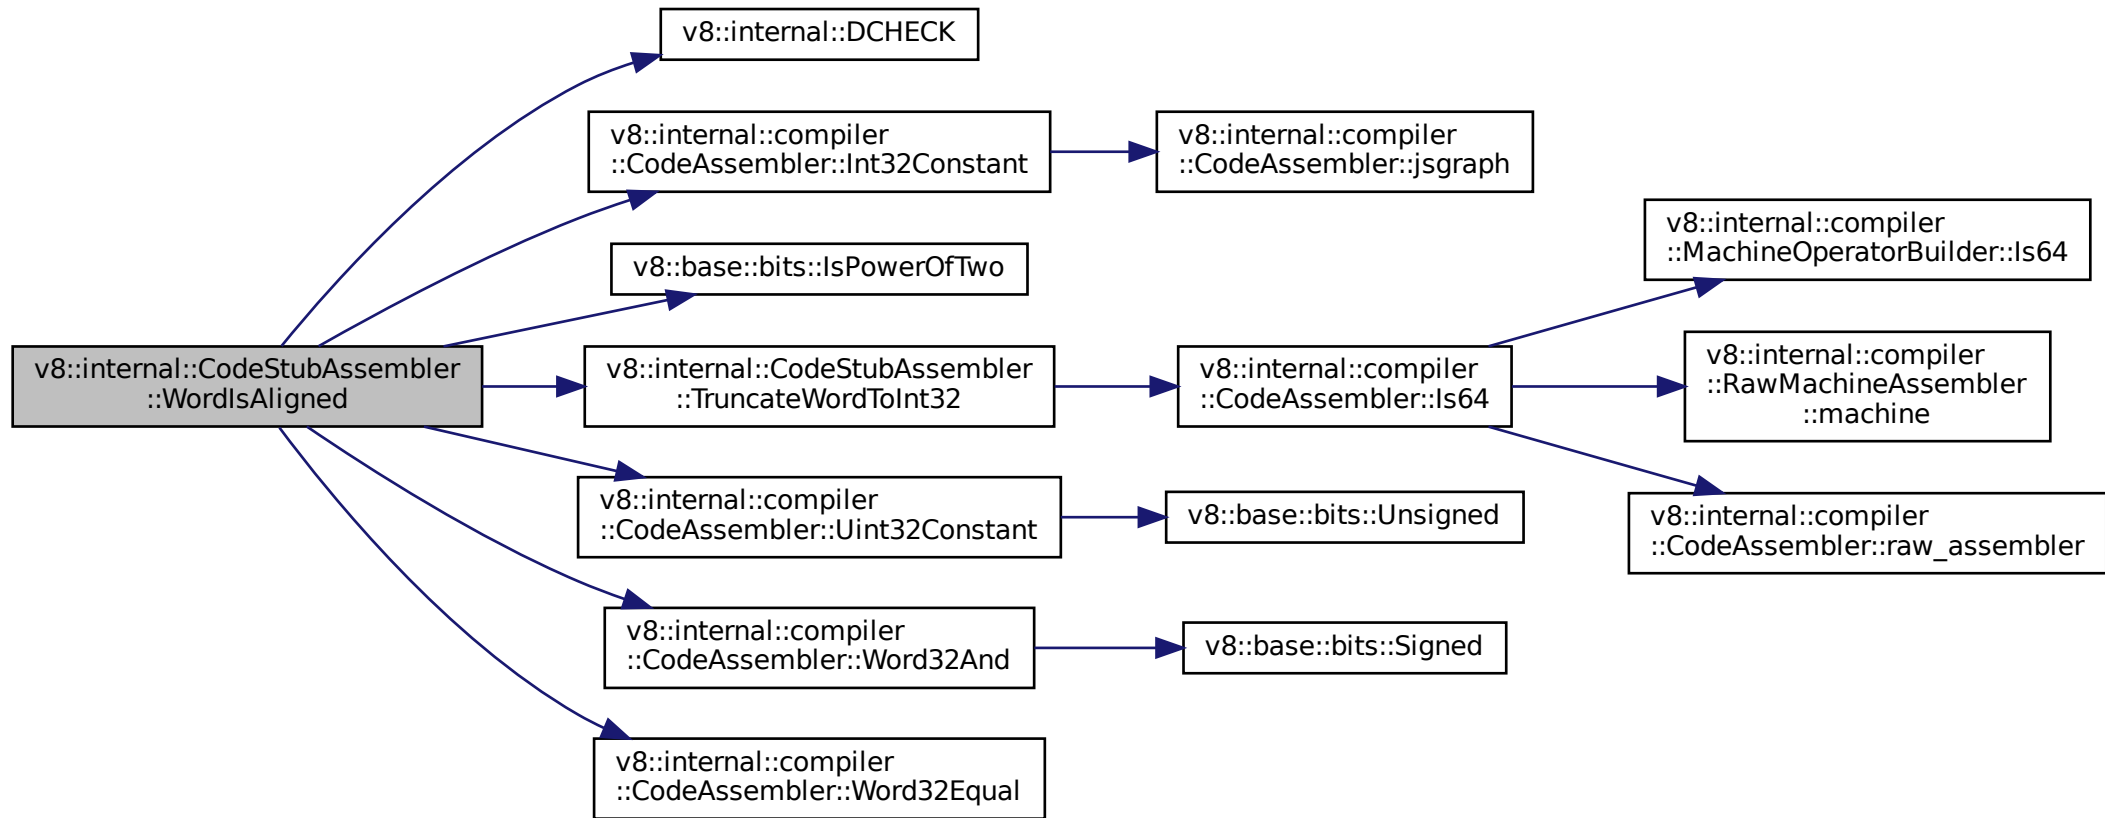 v8::internal::DCHECK
v8::internal::compiler
::CodeAssembler::Int32Constant
v8::internal::compiler
::CodeAssembler::jsgraph
v8::internal::compiler
::MachineOperatorBuilder::Is64
v8::base::bits::IsPowerOfTwo
v8::internal::CodeStubAssembler
::WordIsAligned
v8::internal::CodeStubAssembler
::TruncateWordToInt32
v8::internal::compiler
::CodeAssembler::Is64
v8::internal::compiler
::RawMachineAssembler
::machine
v8::internal::compiler
::CodeAssembler::Uint32Constant
v8::base::bits::Unsigned
v8::internal::compiler
::CodeAssembler::raw_assembler
v8::internal::compiler
::CodeAssembler::Word32And
v8::base::bits::Signed
v8::internal::compiler
::CodeAssembler::Word32Equal